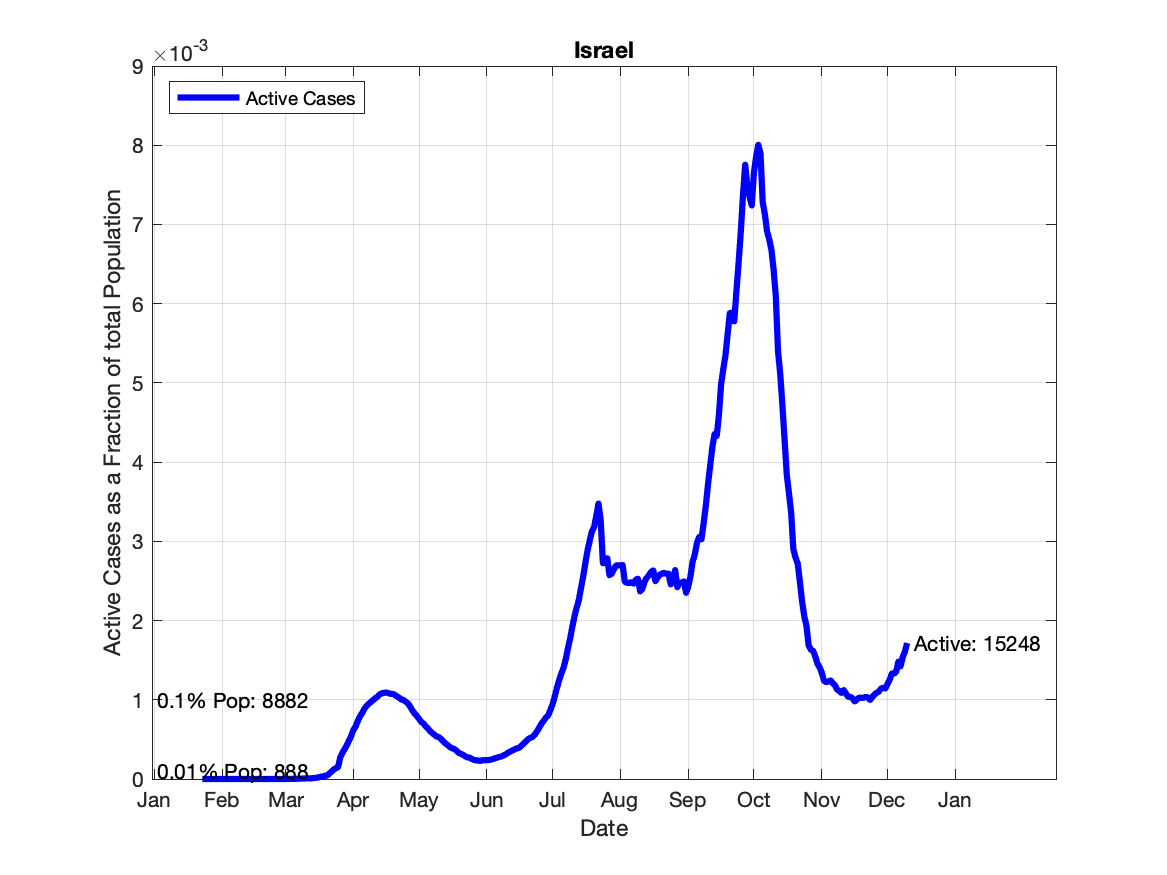 Israel
×10-3
Active Cases
9
8
7
6
5
4
3
2
1
0
Active Cases as a Fraction of total Population
Active: 15248
0.1% Pop: 8882
0.01% Pop: 888
Jan Feb Mar Apr May Jun Jul Aug Sep Oct Nov Dec Jan
Date